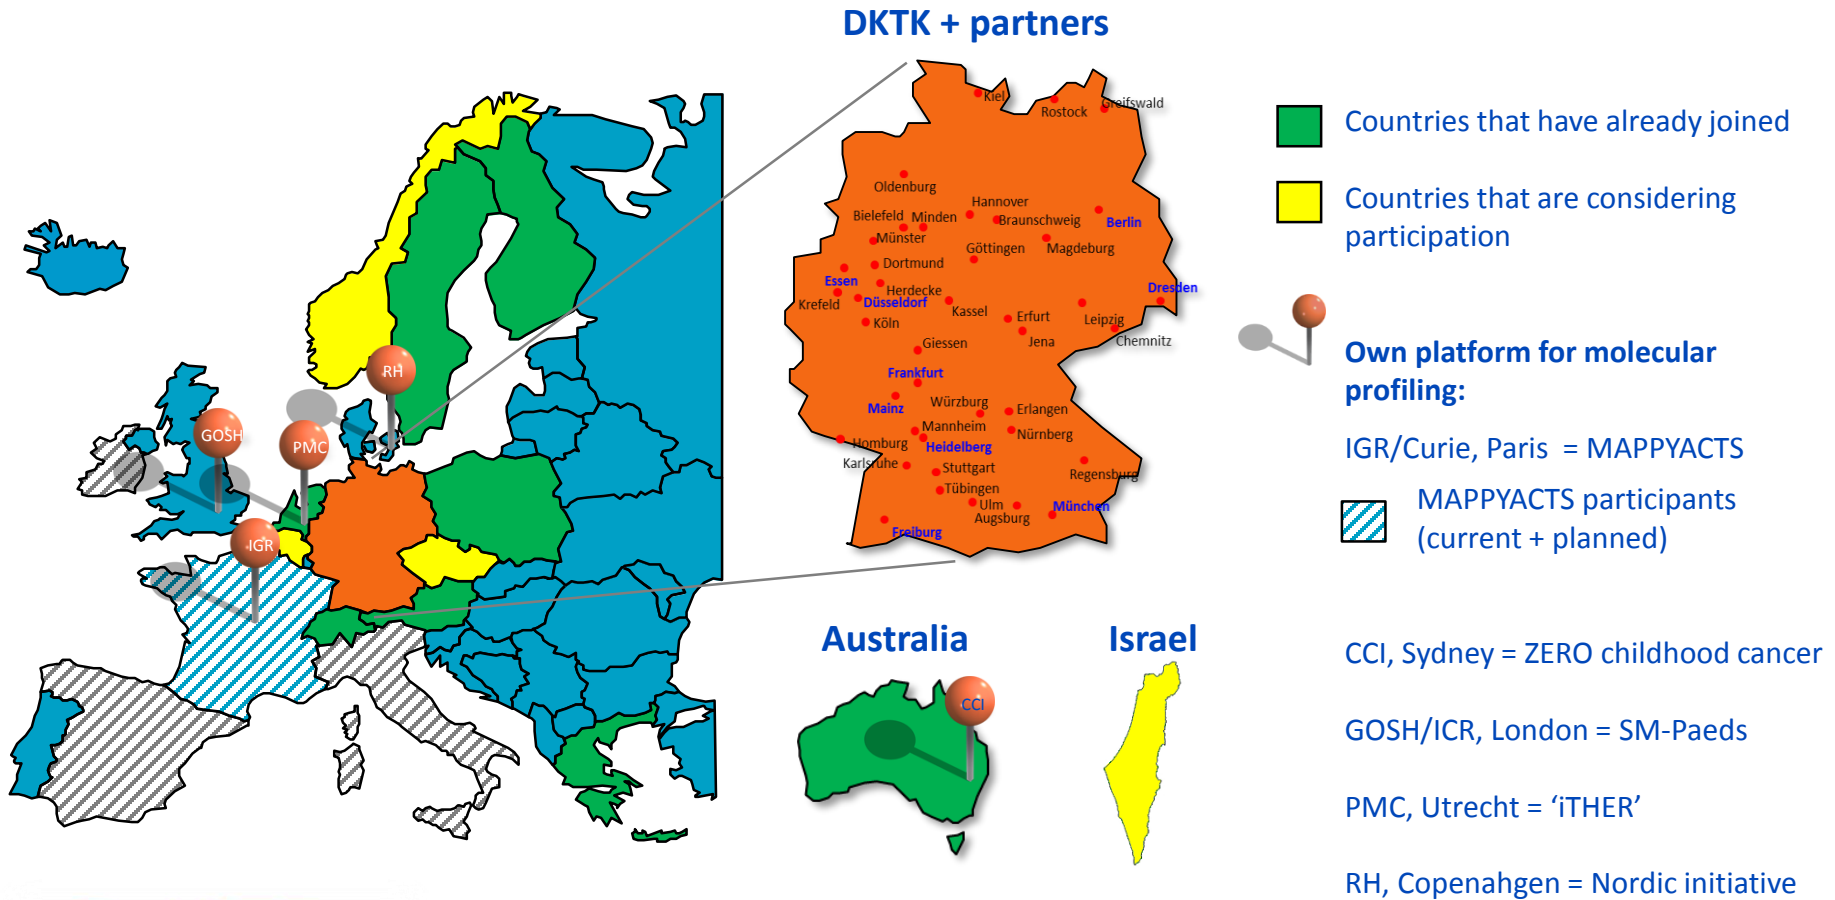 DKTK + partners
Kiel
Rostock
Greifswald
Oldenburg
Hannover
Bielefeld
Minden
Braunschweig
Berlin
Münster
Göttingen
Magdeburg
Dortmund
Essen
Herdecke
Dresden
Krefeld
Düsseldorf
Kassel
Erfurt
Leipzig
Köln
Jena
Chemnitz
Giessen
Frankfurt
Mainz
Würzburg
Erlangen
Mannheim
Nürnberg
Homburg
Heidelberg
Karlsruhe
Stuttgart
Regensburg
Tübingen
Ulm
München
Augsburg
Freiburg
RH
GOSH
PMC
IGR
Australia
CCI
Israel
Countries that have already joined
Countries that are considering
participation
Own platform for molecular
profiling:
IGR/Curie, Paris = MAPPYACTS
MAPPYACTS participants
(current + planned)
CCI, Sydney = ZERO childhood cancer
GOSH/ICR, London = SM-Paeds
PMC, Utrecht = ‘iTHER’
RH, Copenahgen = Nordic initiative